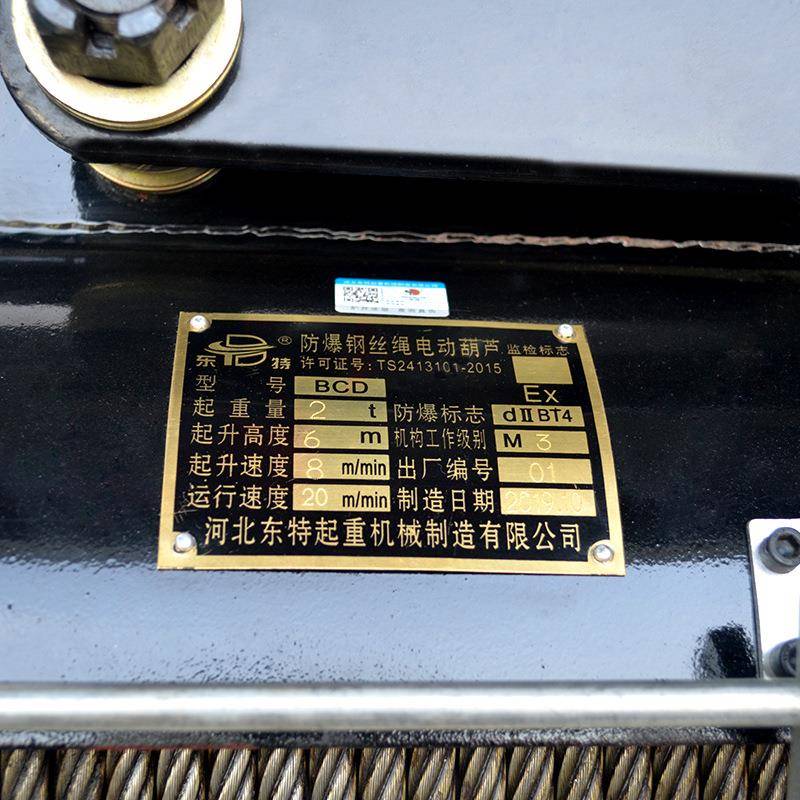 防爆钢丝绳电动葫芦 监检标志
东特 ® 许可证号：TS2413101-2015
型号 BCD Ex
起重量 2 t 防爆标志 dⅡBT4
起升高度 6 m 机构工作级别 M 3
起升速度 8 m/min 出厂编号 01
运行速度 20 m/min 制造日期 2019.10
河北东特起重机械制造有限公司